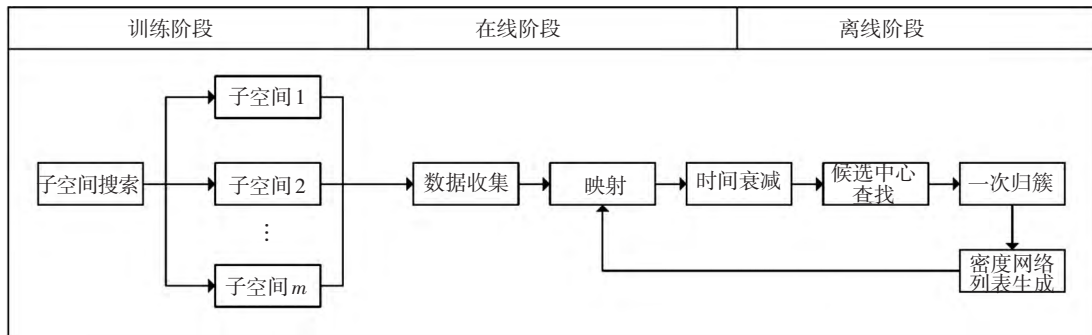 训练阶段
在线阶段
离线阶段
子空间搜索
子空间1
子空间2
⋮
子空间m
数据收集
映射
时间衰减
候选中心
查找
一次归簇
密度网络
列表生成